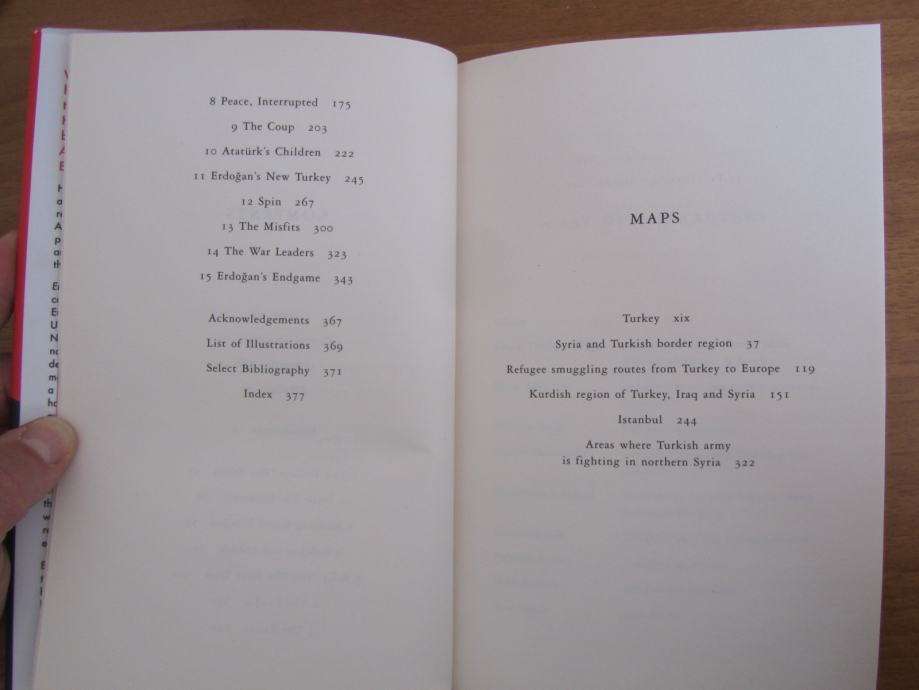 8 Peace, Interrupted 175
9 The Coup 203
10 Atatürk's Children 222
11 Erdoğan's New Turkey 245
12 Spin 267
13 The Misfits 300
14 The War Leaders 323
15 Erdoğan's Endgame 343
Acknowledgements 367
List of Illustrations 369
Select Bibliography 371
Index 377
MAPS
Turkey xix
Syria and Turkish border region 37
Refugee smuggling routes from Turkey to Europe 119
Kurdish region of Turkey, Iraq and Syria 151
Istanbul 244
Areas where Turkish army
is fighting in northern Syria 322